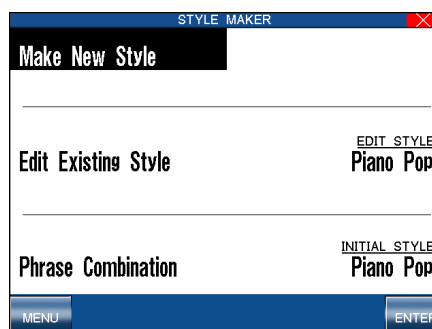 STYLE MAKER
Make New Style
EDIT STYLE
Edit Existing Style Piano Pop
INITIAL STYLE
Phrase Combination Piano Pop
MENU ENTER